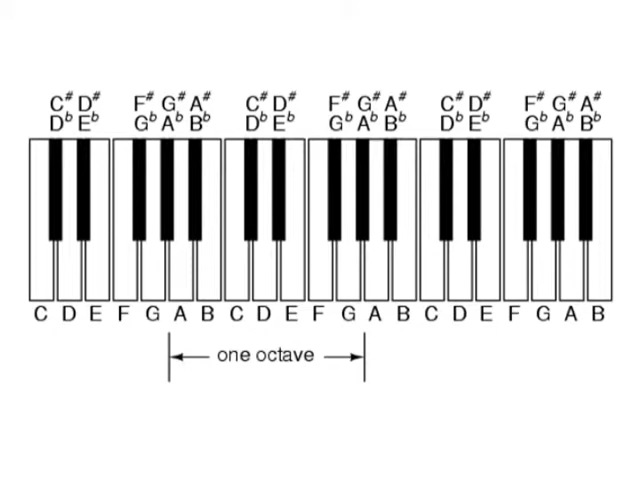 C# D# F# G# A# C# D# F# G# A# C# D# F# G# A#
D♭ E♭ G♭ A♭ B♭ D♭ E♭ G♭ A♭ B♭ D♭ E♭ G♭ A♭ B♭
C D E F G A B C D E F G A B C D E F G A B
one octave